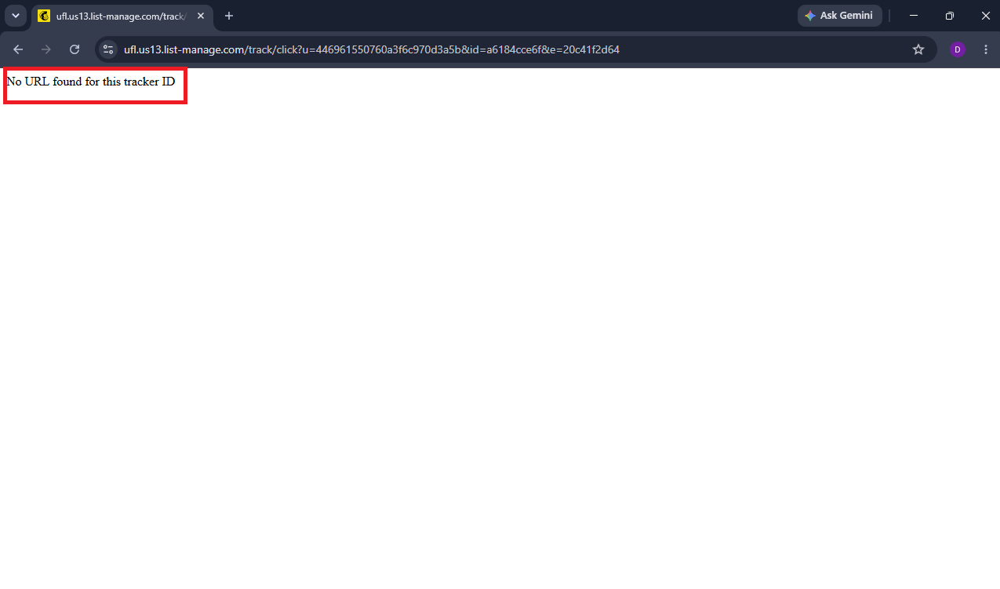 ufl.us13.list-manage.com/track/
Ask Gemini
ufl.us13.list-manage.com/track/click?u=446961550760a3f6c970d3a5b&id=a6184cce6f&e=20c41f2d64
D
No URL found for this tracker ID